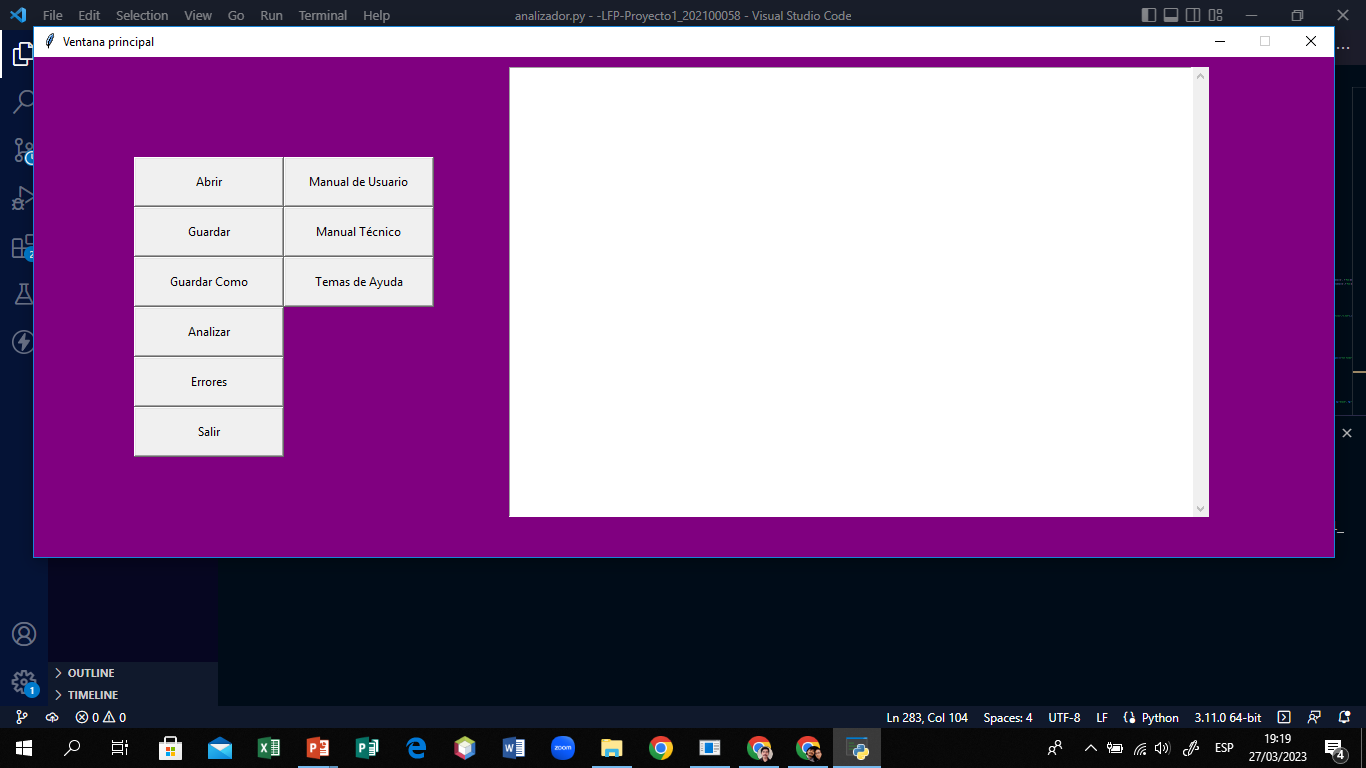 File Edit Selection View Go Run Terminal Help analizador.py - -LFP-Proyecto1_202100058 - Visual Studio Code
Ventana principal
Abrir Manual de Usuario
Guardar Manual Técnico
Guardar Como Temas de Ayuda
Analizar
Errores
Salir
OUTLINE
1
TIMELINE
0 0 Ln 283, Col 104 Spaces: 4 UTF-8 LF Python 3.11.0 64-bit
zoom
ESP
19:19
27/03/2023
4